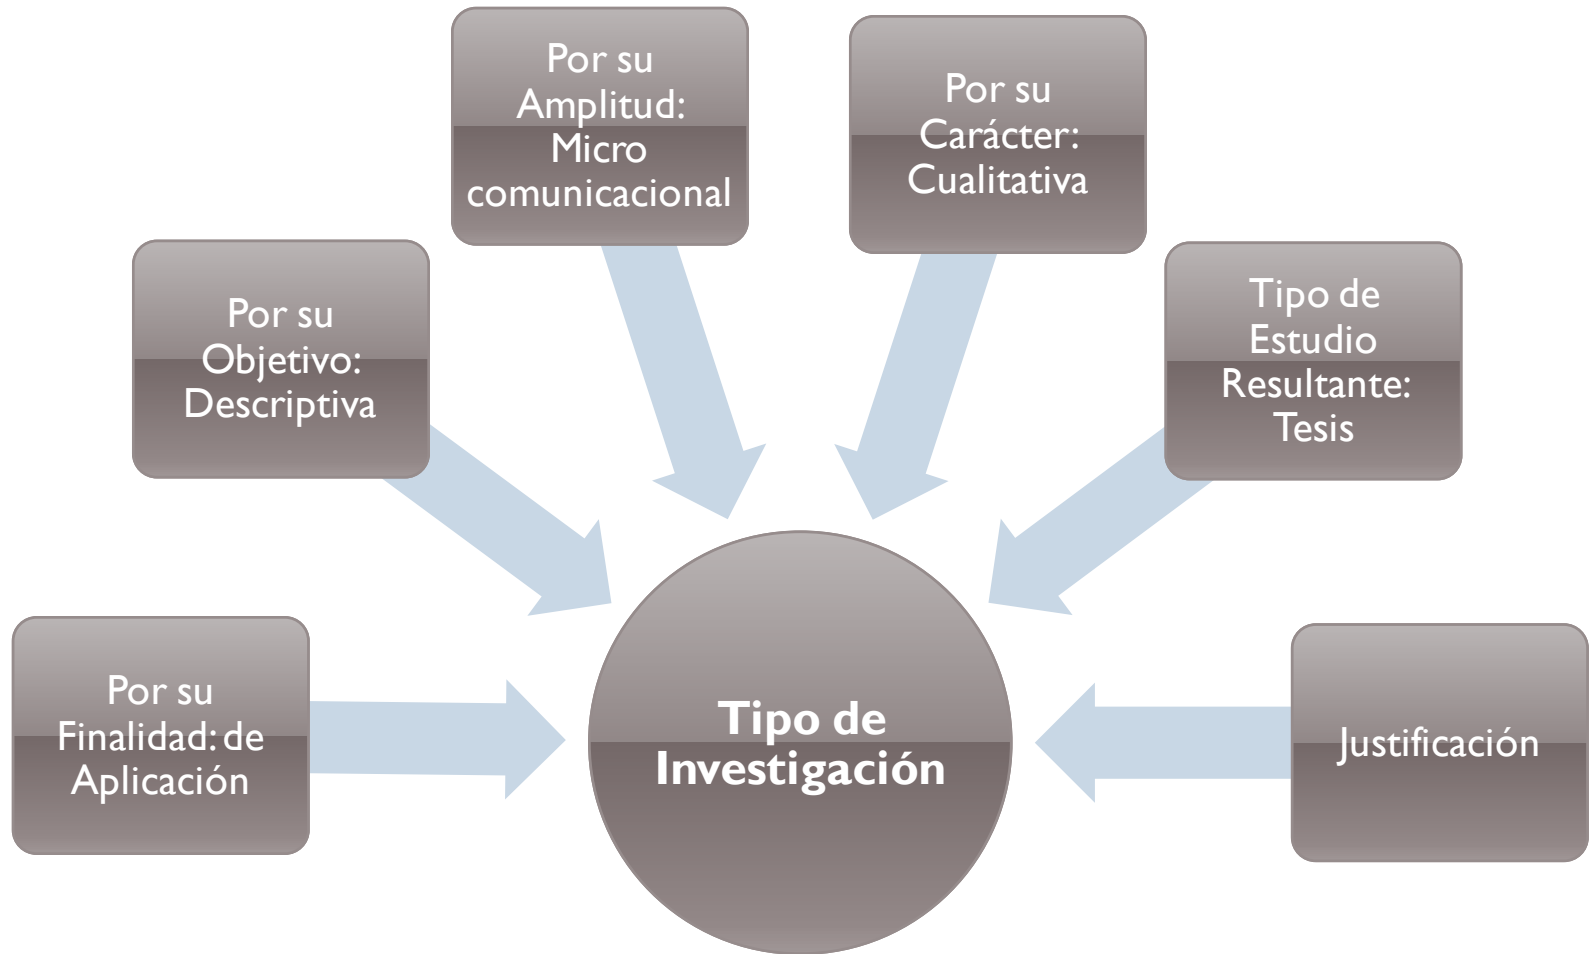 Por su
Amplitud:
Micro
comunicacional
Por su
Carácter:
Cualitativa
Por su
Objetivo:
Descriptiva
Tipo de
Estudio
Resultante:
Tesis
Por su
Finalidad: de
Aplicación
Tipo de
Investigación
Justificación